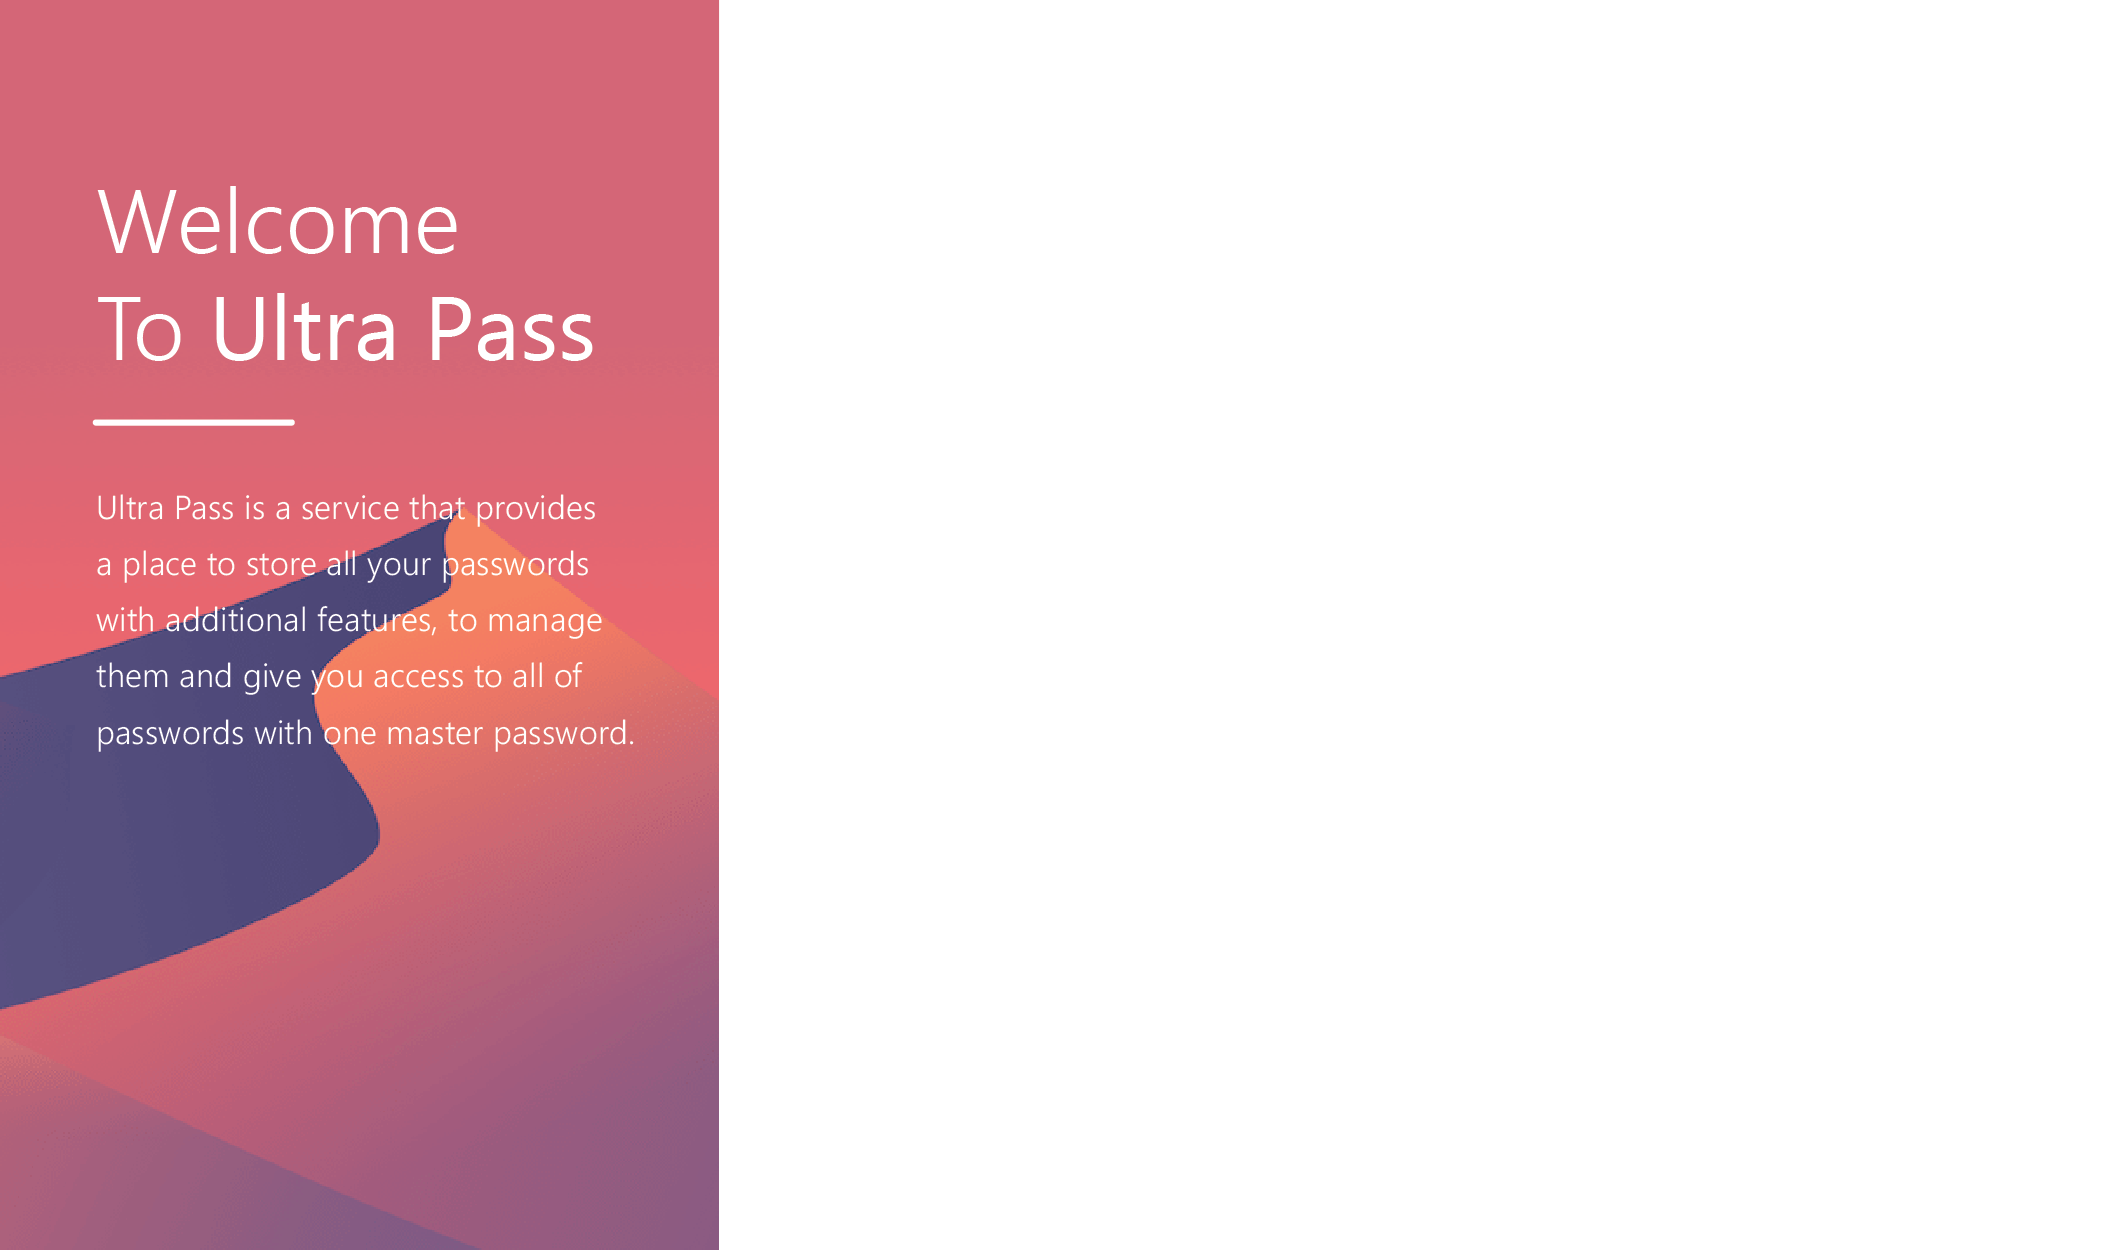 Welcome
To Ultra Pass
Ultra Pass is a service that provides
a place to store all your passwords
with additional features, to manage
them and give you access to all of
passwords with one master password.